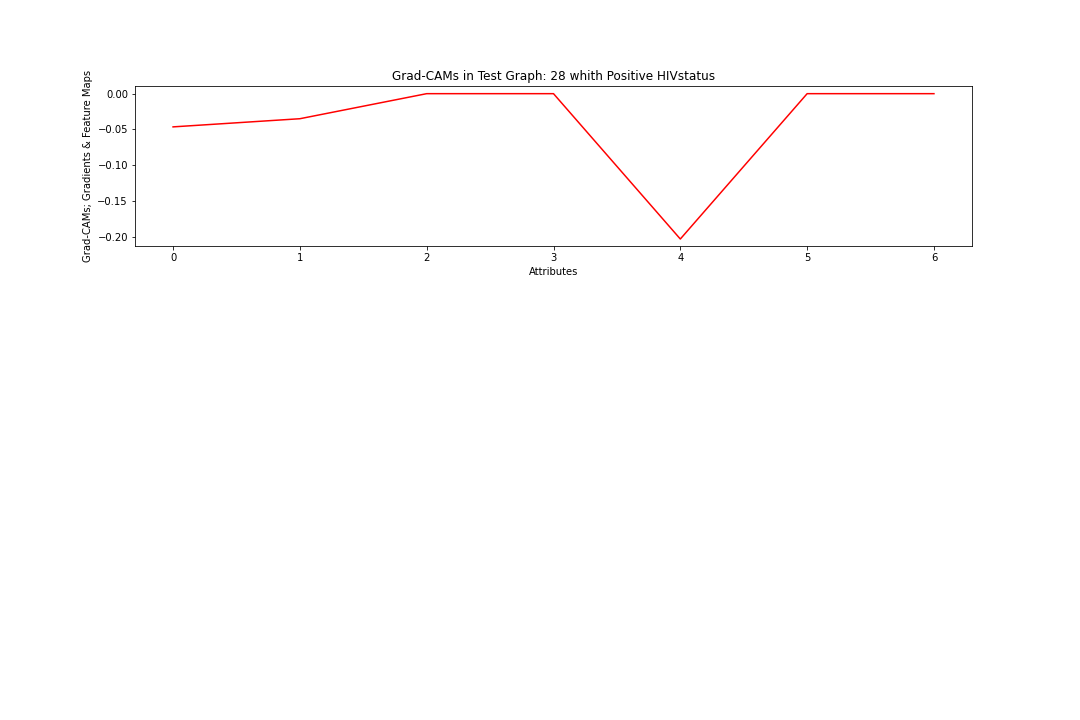 Grad-CAMs in Test Graph: 28 whith Positive HIVstatus
Grad-CAMs; Gradients & Feature Maps
0.00
−0.05
−0.10
−0.15
−0.20
0 1 2 3 4 5 6
Attributes